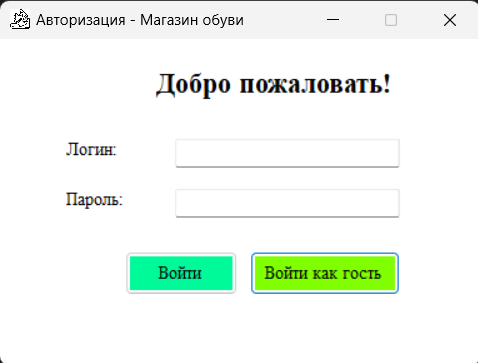 Авторизация - Магазин обуви
Добро пожаловать!
Логин:
Пароль:
Войти
Войти как гость